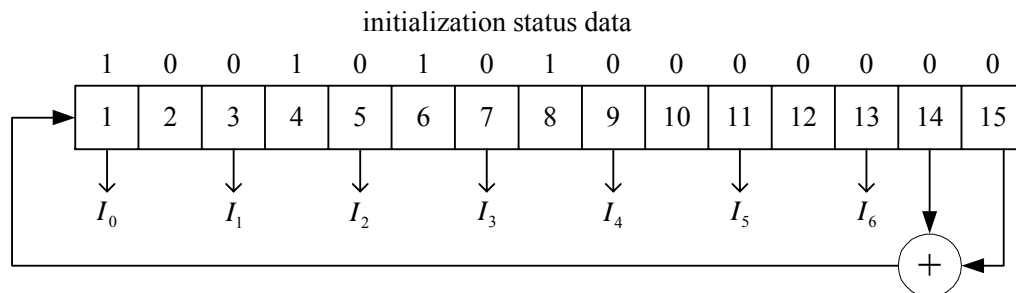 initialization status data
1 0 0 1 0 1 0 1 0 0 0 0 0 0 0
1 2 3 4 5 6 7 8 9 10 11 12 13 14 15
I₀ I₁ I₂ I₃ I₄ I₅ I₆
+